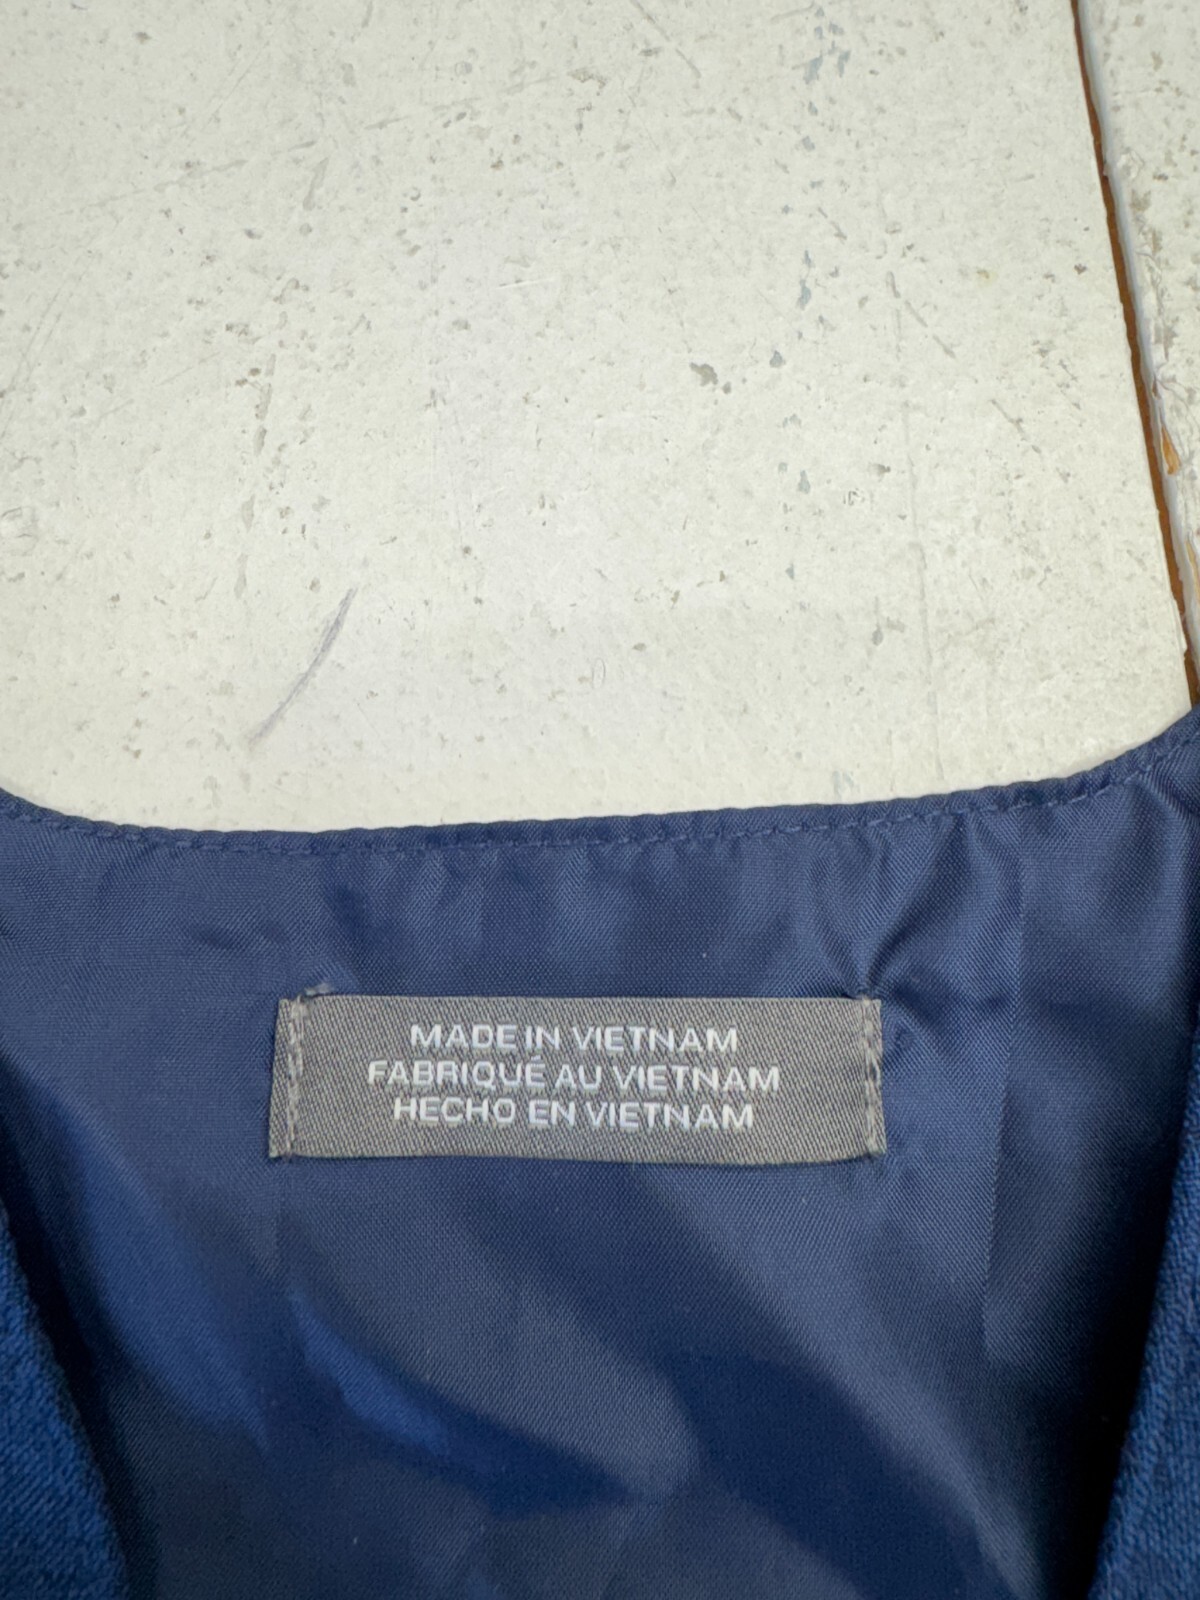 MADE IN VIETNAM
FABRIQUÉ AU VIETNAM
HECHO EN VIETNAM